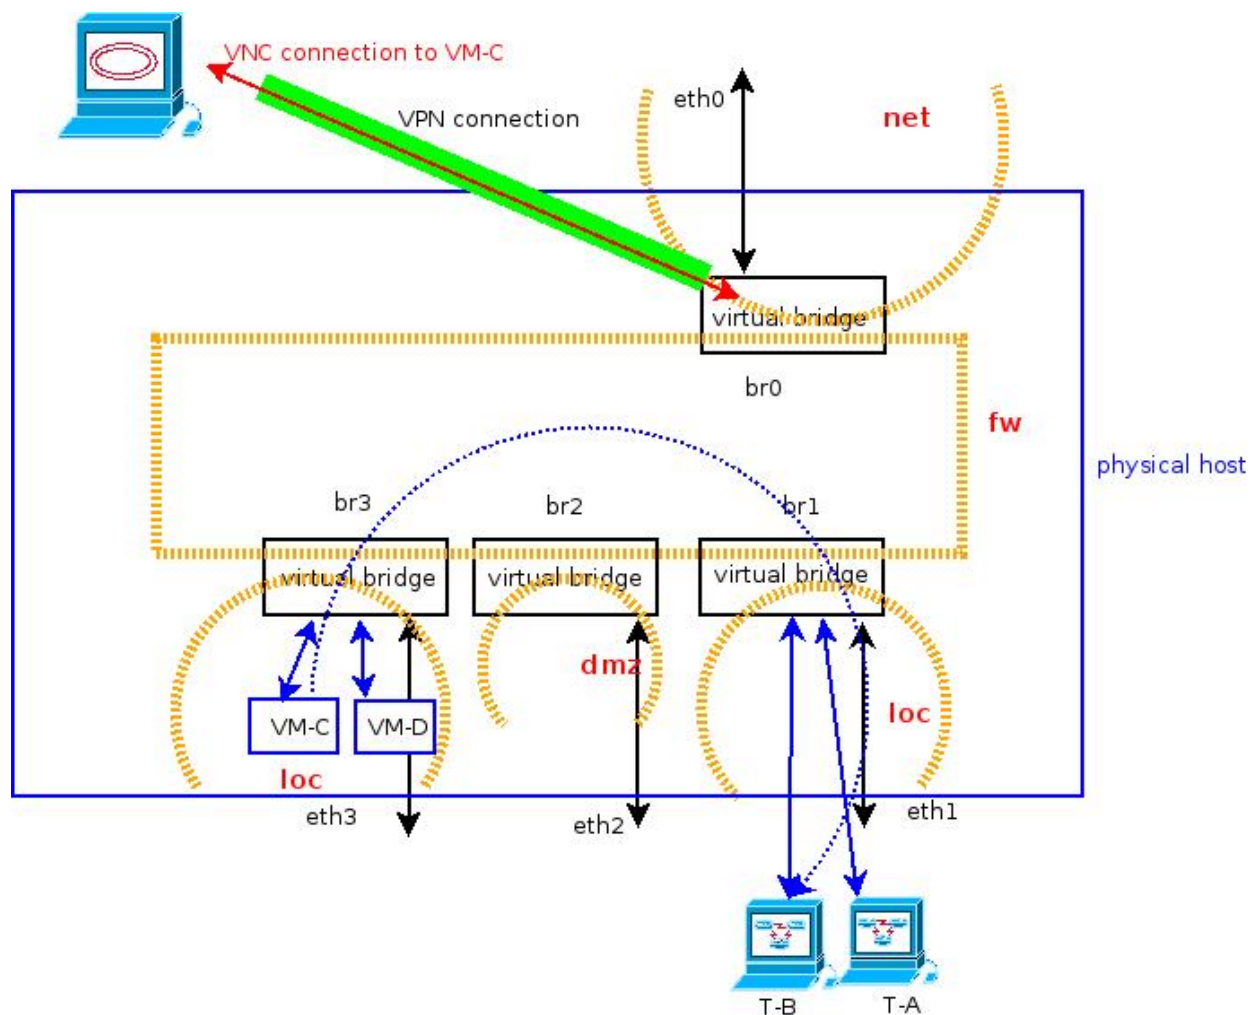 VNC connection to VM-C
eth0
VPN connection
net
virtual bridge
br0
fw
physical host
br3
br2
br1
virtual bridge
virtual bridge
virtual bridge
dmz
VM-C
VM-D
loc
loc
eth3
eth2
eth1
T-B
T-A